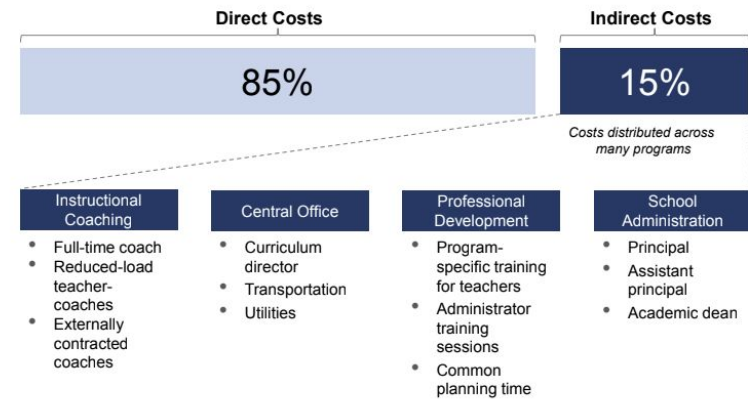 Direct Costs
Indirect Costs
85%
15%
Costs distributed across
many programs
Instructional
Coaching
• Full-time coach
• Reduced-load
teacher-
coaches
• Externally
contracted
coaches
Central Office
• Curriculum
director
• Transportation
• Utilities
Professional
Development
• Program-
specific training
for teachers
• Administrator
training
sessions
• Common
planning time
School
Administration
• Principal
• Assistant
principal
• Academic dean